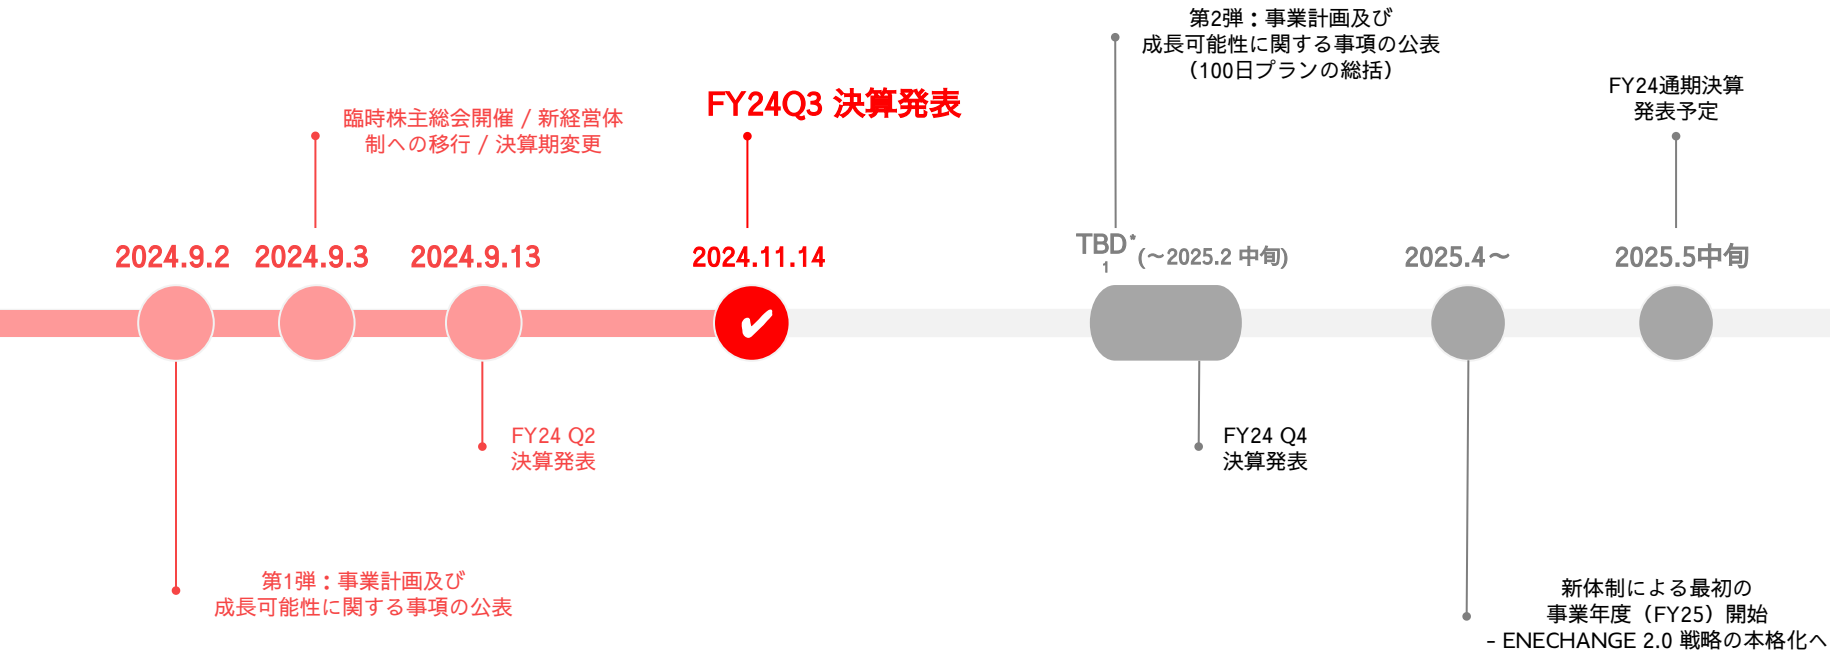 第2弾：事業計画及び
成長可能性に関する事項の公表
（100日プランの総括）
FY24通期決算
発表予定
FY24Q3 決算発表
臨時株主総会開催 / 新経営体
制への移行 / 決算期変更
2024.9.2
2024.9.3
2024.9.13
2024.11.14
TBD*1 (～2025.2 中旬)
2025.4～
2025.5中旬
FY24 Q2
決算発表
FY24 Q4
決算発表
第1弾：事業計画及び
成長可能性に関する事項の公表
新体制による最初の
事業年度（FY25）開始
- ENECHANGE 2.0 戦略の本格化へ